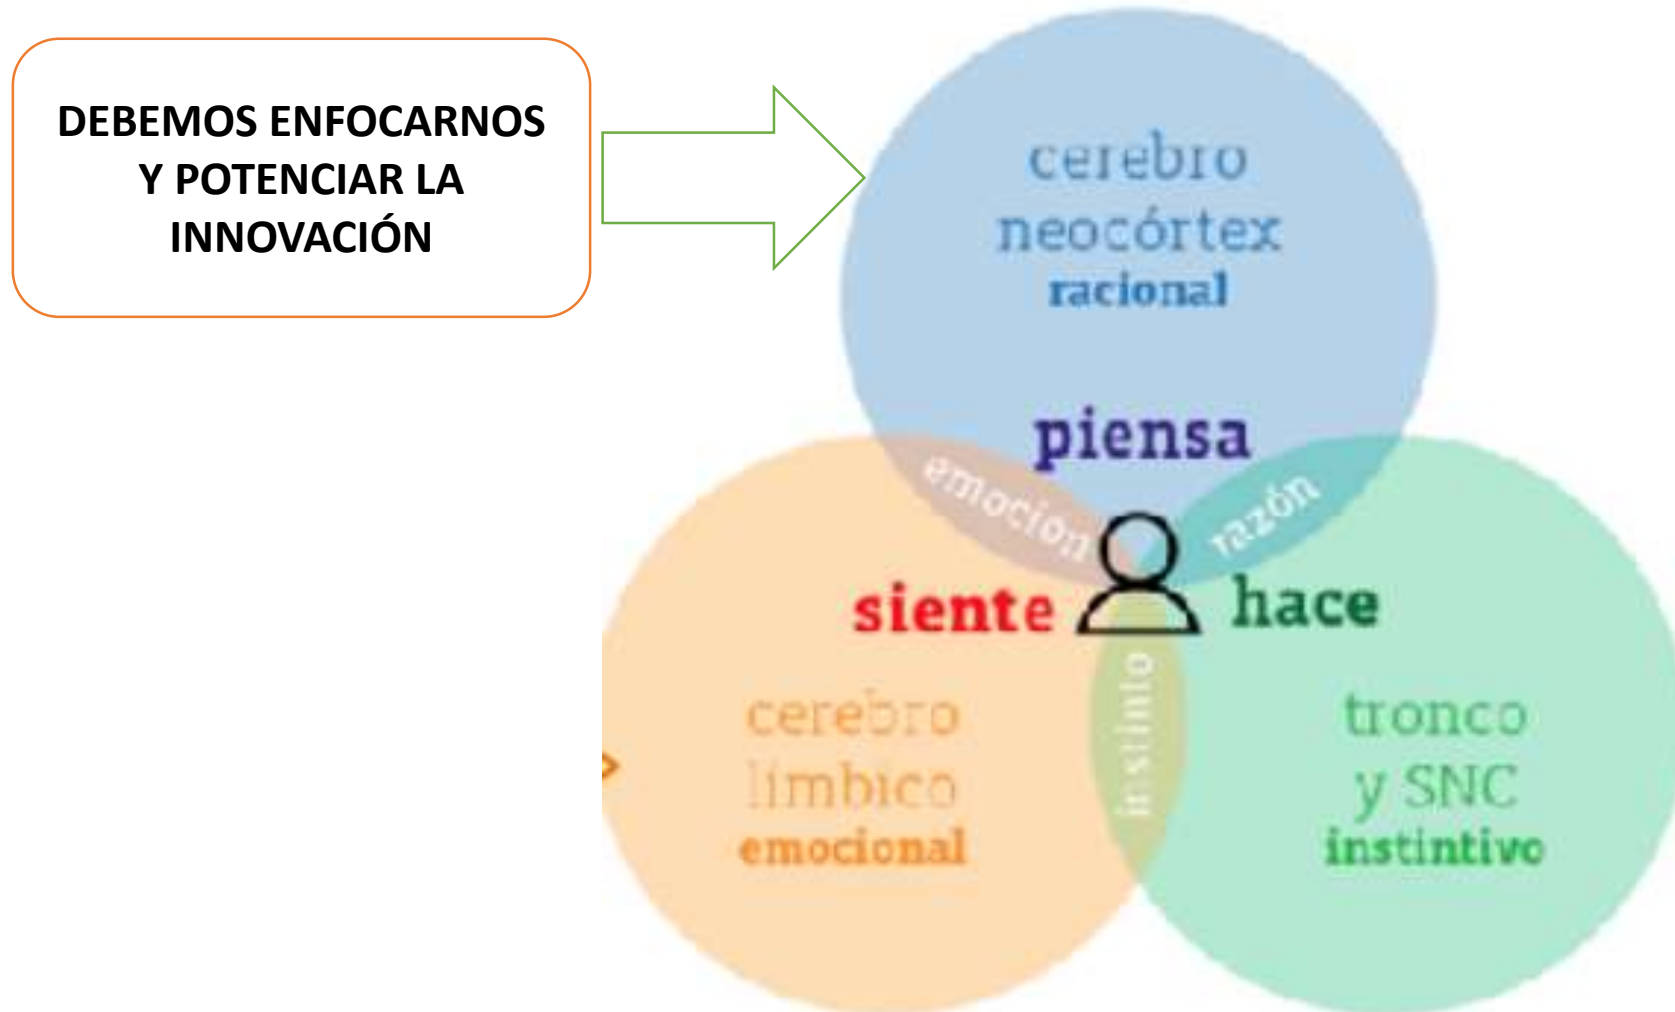 DEBEMOS ENFOCARNOS
Y POTENCIAR LA
INNOVACIÓN
cerebro
neocórtex
racional
piensa
emoción
razón
siente
hace
instinto
cerebro
límbico
emocional
tronco
y SNC
instintivo